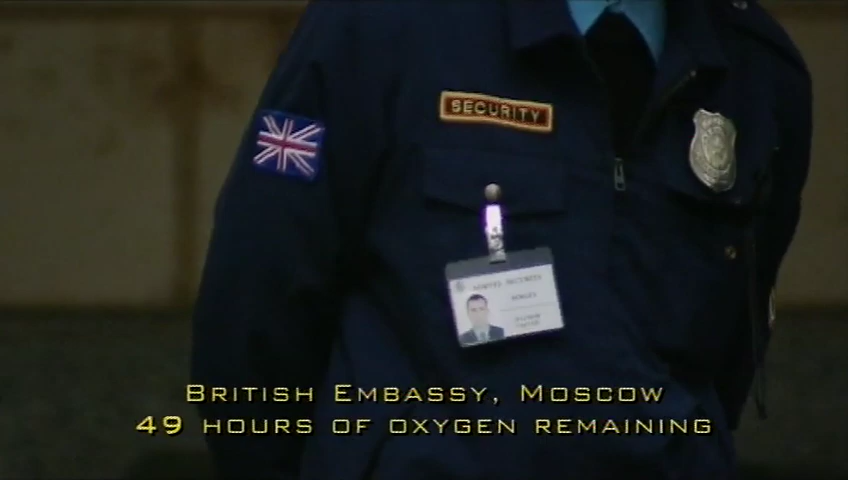 SECURITY
BRITISH EMBASSY, MOSCOW
49 HOURS OF OXYGEN REMAINING